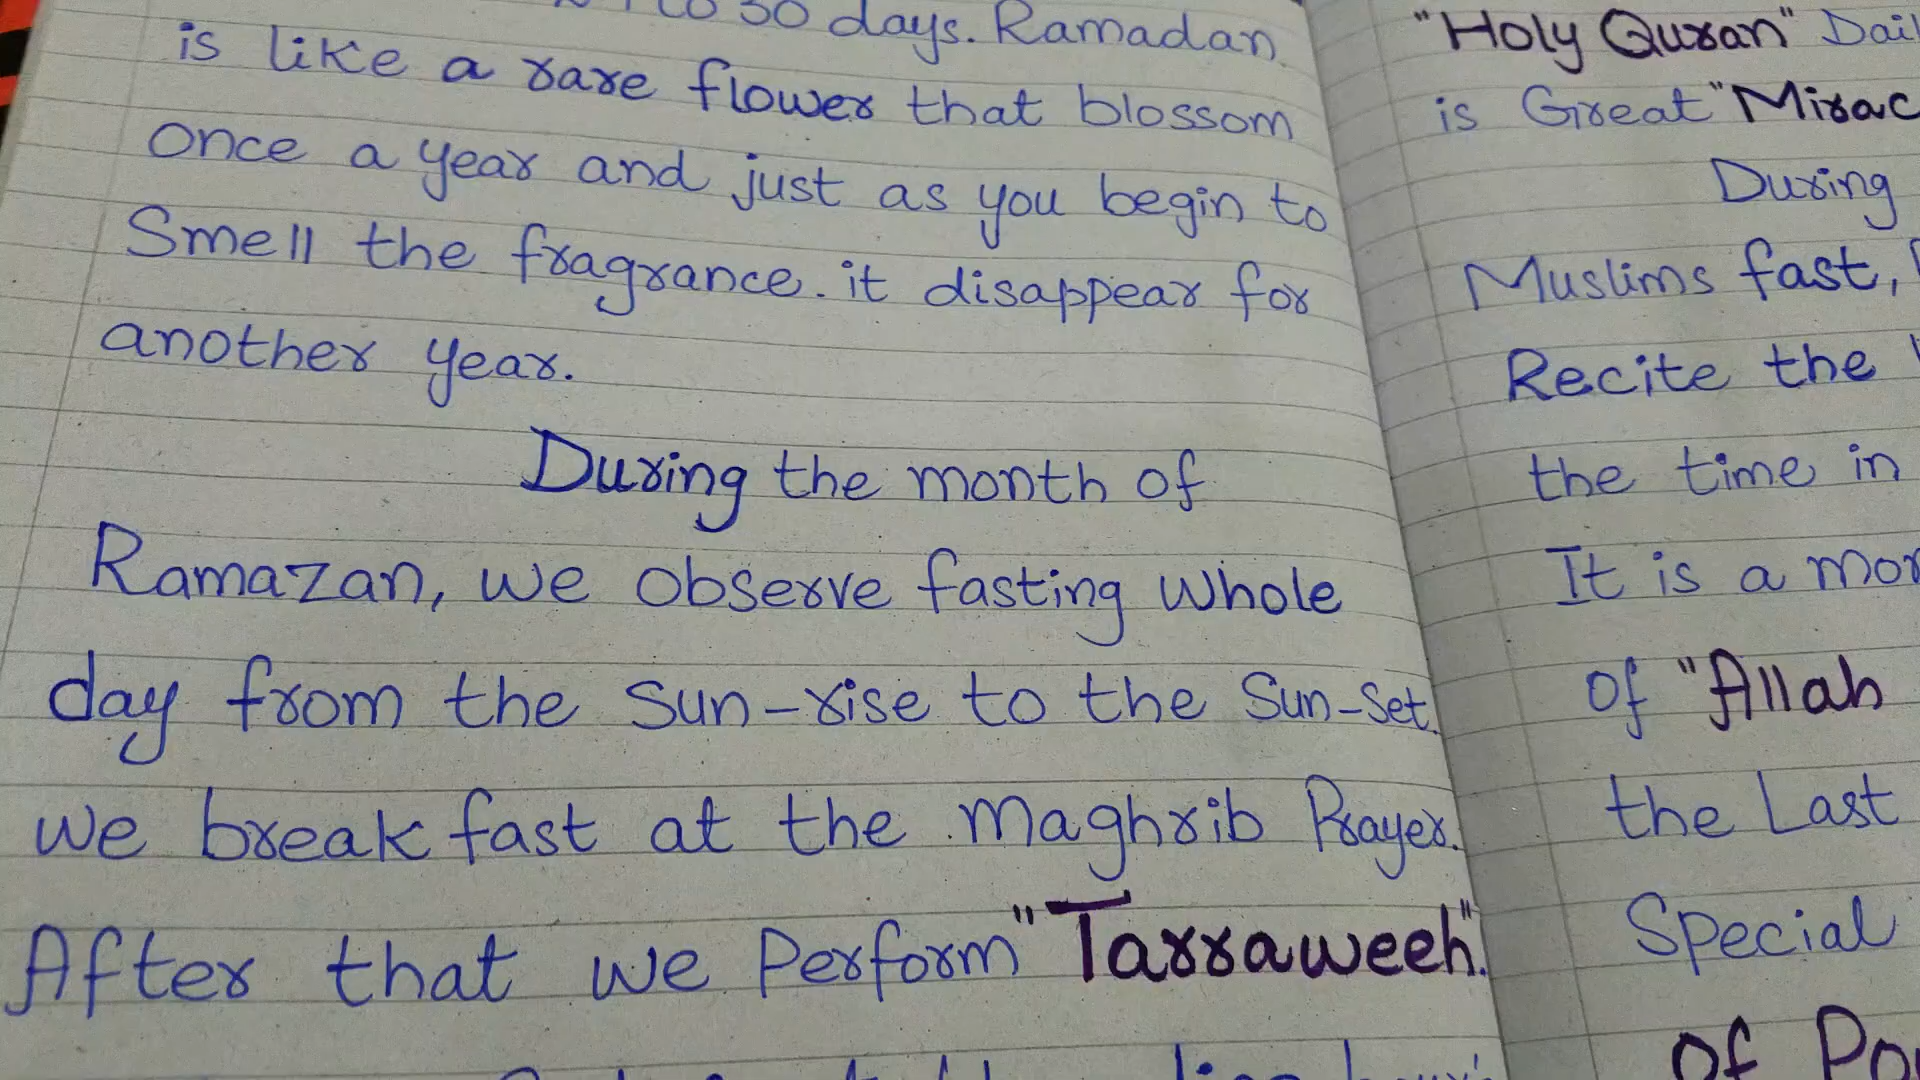 to 30 days. Ramadan
is like a rare flower that blossom
once a year and just as you begin to
Smell the fragrance. it disappear for
another year.
During the month of
Ramazan, we observe fasting whole
day from the Sun-rise to the Sun-Set.
we break fast at the Maghrib Prayer.
After that we Perform "Tarraweeh".
"Holy Quran"
is Great "
During
Muslims fast,
Recite the
the time in
It is a
of "Allah
the Last
Special
of